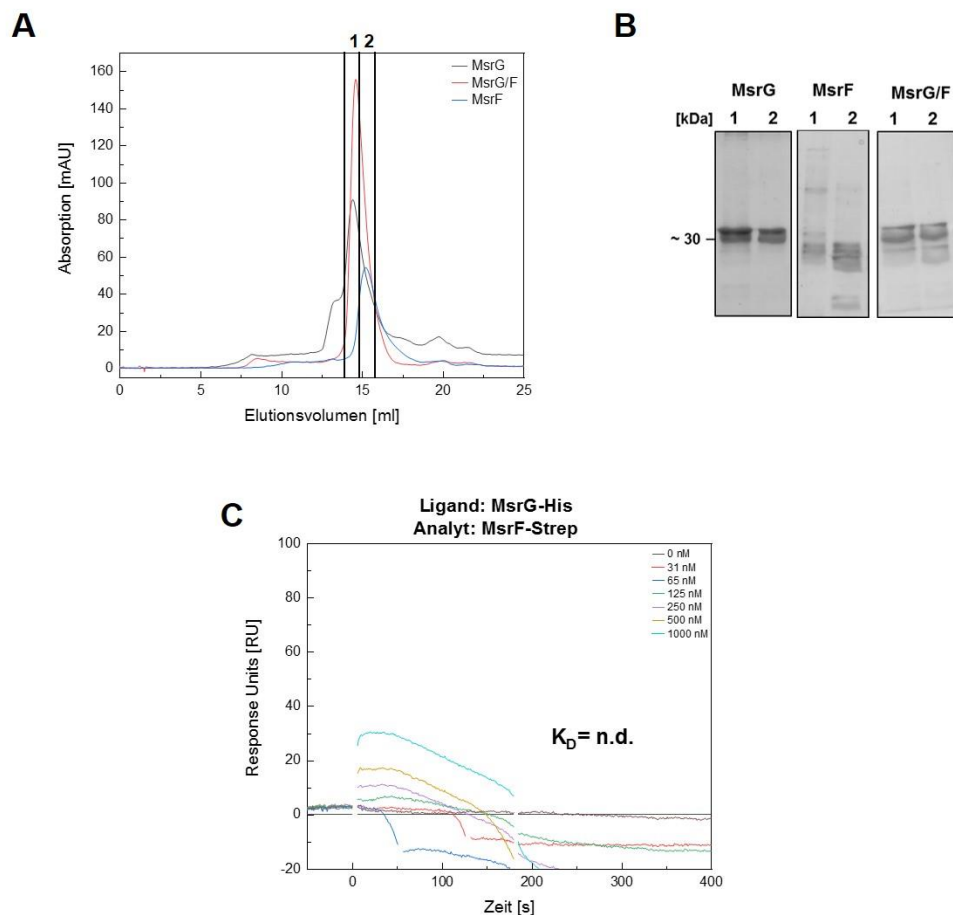 A
1 2
MsrG
MsrG/F
MsrF
160
140
120
100
80
60
40
20
0
Absorption [mAU]
0 5 10 15 20 25
Elutionsvolumen [ml]
B
MsrG MsrF MsrG/F
[kDa] 1 2 1 2 1 2
~ 30
C
Ligand: MsrG-His
Analyt: MsrF-Strep
100
80
60
40
20
0
-20
Response Units [RU]
0 nM
31 nM
65 nM
125 nM
250 nM
500 nM
1000 nM
KD= n.d.
0 100 200 300 400
Zeit [s]